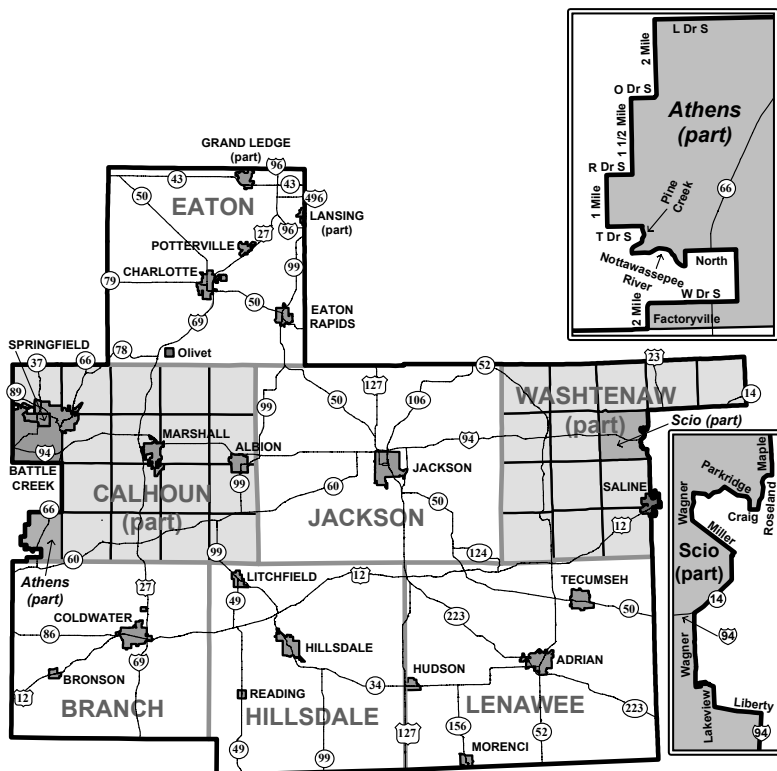 L Dr S
2 Mile
O Dr S
1 1/2 Mile
Athens
(part)
R Dr S
1 Mile
Pine
Creek
66
T Dr S
Nottawassepee
River
North
W Dr S
2 Mile
Factoryville
GRAND LEDGE
(part)
96
43
43
50
EATON
496
LANSING
(part)
27
96
POTTERVILLE
99
CHARLOTTE
79
50
EATON
RAPIDS
69
SPRINGFIELD
37
66
78
Olivet
52
23
89
99
50
127
106
WASHTENAW
(part)
14
Scio (part)
94
MARSHALL
ALBION
94
JACKSON
BATTLE
CREEK
99
60
SALINE
CALHOUN
(part)
66
50
JACKSON
12
Athens
(part)
60
99
124
LITCHFIELD
12
TECUMSEH
27
49
COLDWATER
223
50
86
HILLSDALE
69
ADRIAN
BRONSON
HUDSON
12
READING
34
BRANCH
HILLSDALE
LENAWEE
223
127
156
49
99
52
MORENCI
Maple
Parkridge
Wagner
Roseland
Craig
Miller
Scio
(part)
14
94
Wagner
Lakeview
Liberty
94